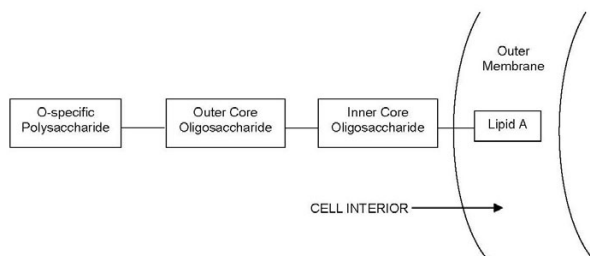 Outer
Membrane
O-specific
Polysaccharide
Outer Core
Oligosaccharide
Inner Core
Oligosaccharide
Lipid A
CELL INTERIOR